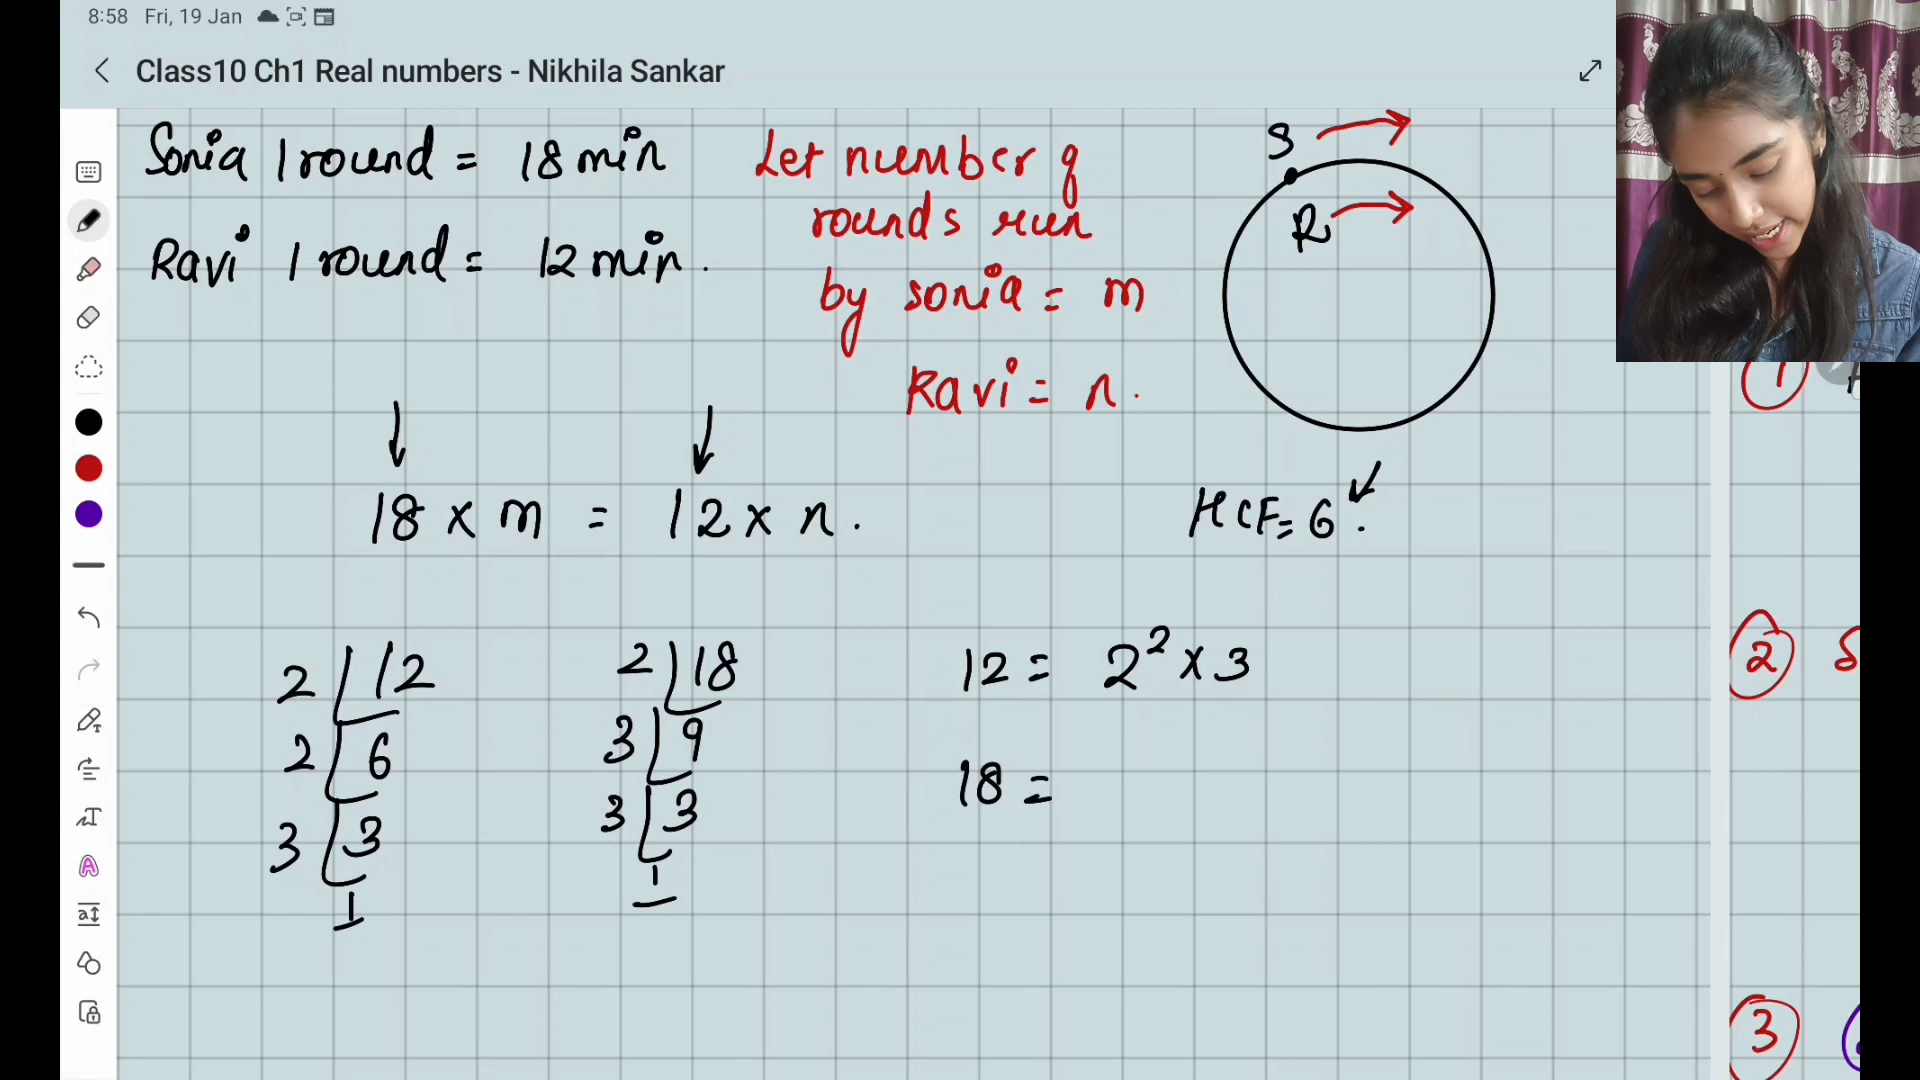 8:58 Fri, 19 Jan
Class10 Ch1 Real numbers - Nikhila Sankar
Sonia 1 round = 18 min
Ravi 1 round = 12 min.
Let number of
rounds run
by sonia = m
Ravi = n.
S
R
18 × m = 12 × n.
HCF = 6.
2 | 12
2 | 6
3 | 3
1
2 | 18
3 | 9
3 | 3
1
12 = 2² × 3
18 =
1
2 S
3